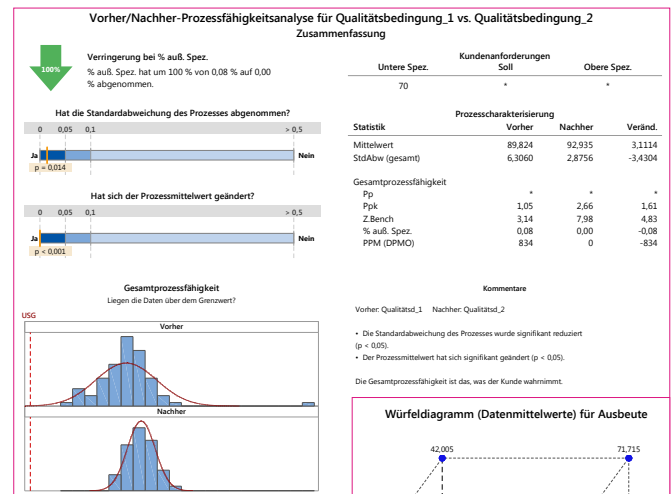 Vorher/Nachher-Prozessfähigkeitsanalyse für Qualitätsbedingung_1 vs. Qualitätsbedingung_2
Zusammenfassung
100%
Verringerung bei % auß. Spez.
% auß. Spez. hat um 100 % von 0,08 % auf 0,00
% abgenommen.
Kundenanforderungen
Untere Spez. Soll Obere Spez.
70 * *
Hat die Standardabweichung des Prozesses abgenommen?
0 0,05 0,1 > 0,5
Ja Nein
p = 0,014
Hat sich der Prozessmittelwert geändert?
0 0,05 0,1 > 0,5
Ja Nein
p < 0,001
Prozesscharakterisierung
Statistik Vorher Nachher Veränd.
Mittelwert 89,824 92,935 3,1114
StdAbw (gesamt) 6,3060 2,8756 -3,4304
Gesamtprozessfähigkeit
Pp * * *
Ppk 1,05 2,66 1,61
Z.Bench 3,14 7,98 4,83
% auß. Spez. 0,08 0,00 -0,08
PPM (DPMO) 834 0 -834
Gesamtprozessfähigkeit
Liegen die Daten über dem Grenzwert?
USG
Vorher
Nachher
Kommentare
Vorher: Qualitätsd_1 Nachher: Qualitätsd_2
• Die Standardabweichung des Prozesses wurde signifikant reduziert
(p < 0,05).
• Der Prozessmittelwert hat sich signifikant geändert (p < 0,05).
Die Gesamtprozessfähigkeit ist das, was der Kunde wahrnimmt.
Würfeldiagramm (Datenmittelwerte) für Ausbeute
42,005 71,715